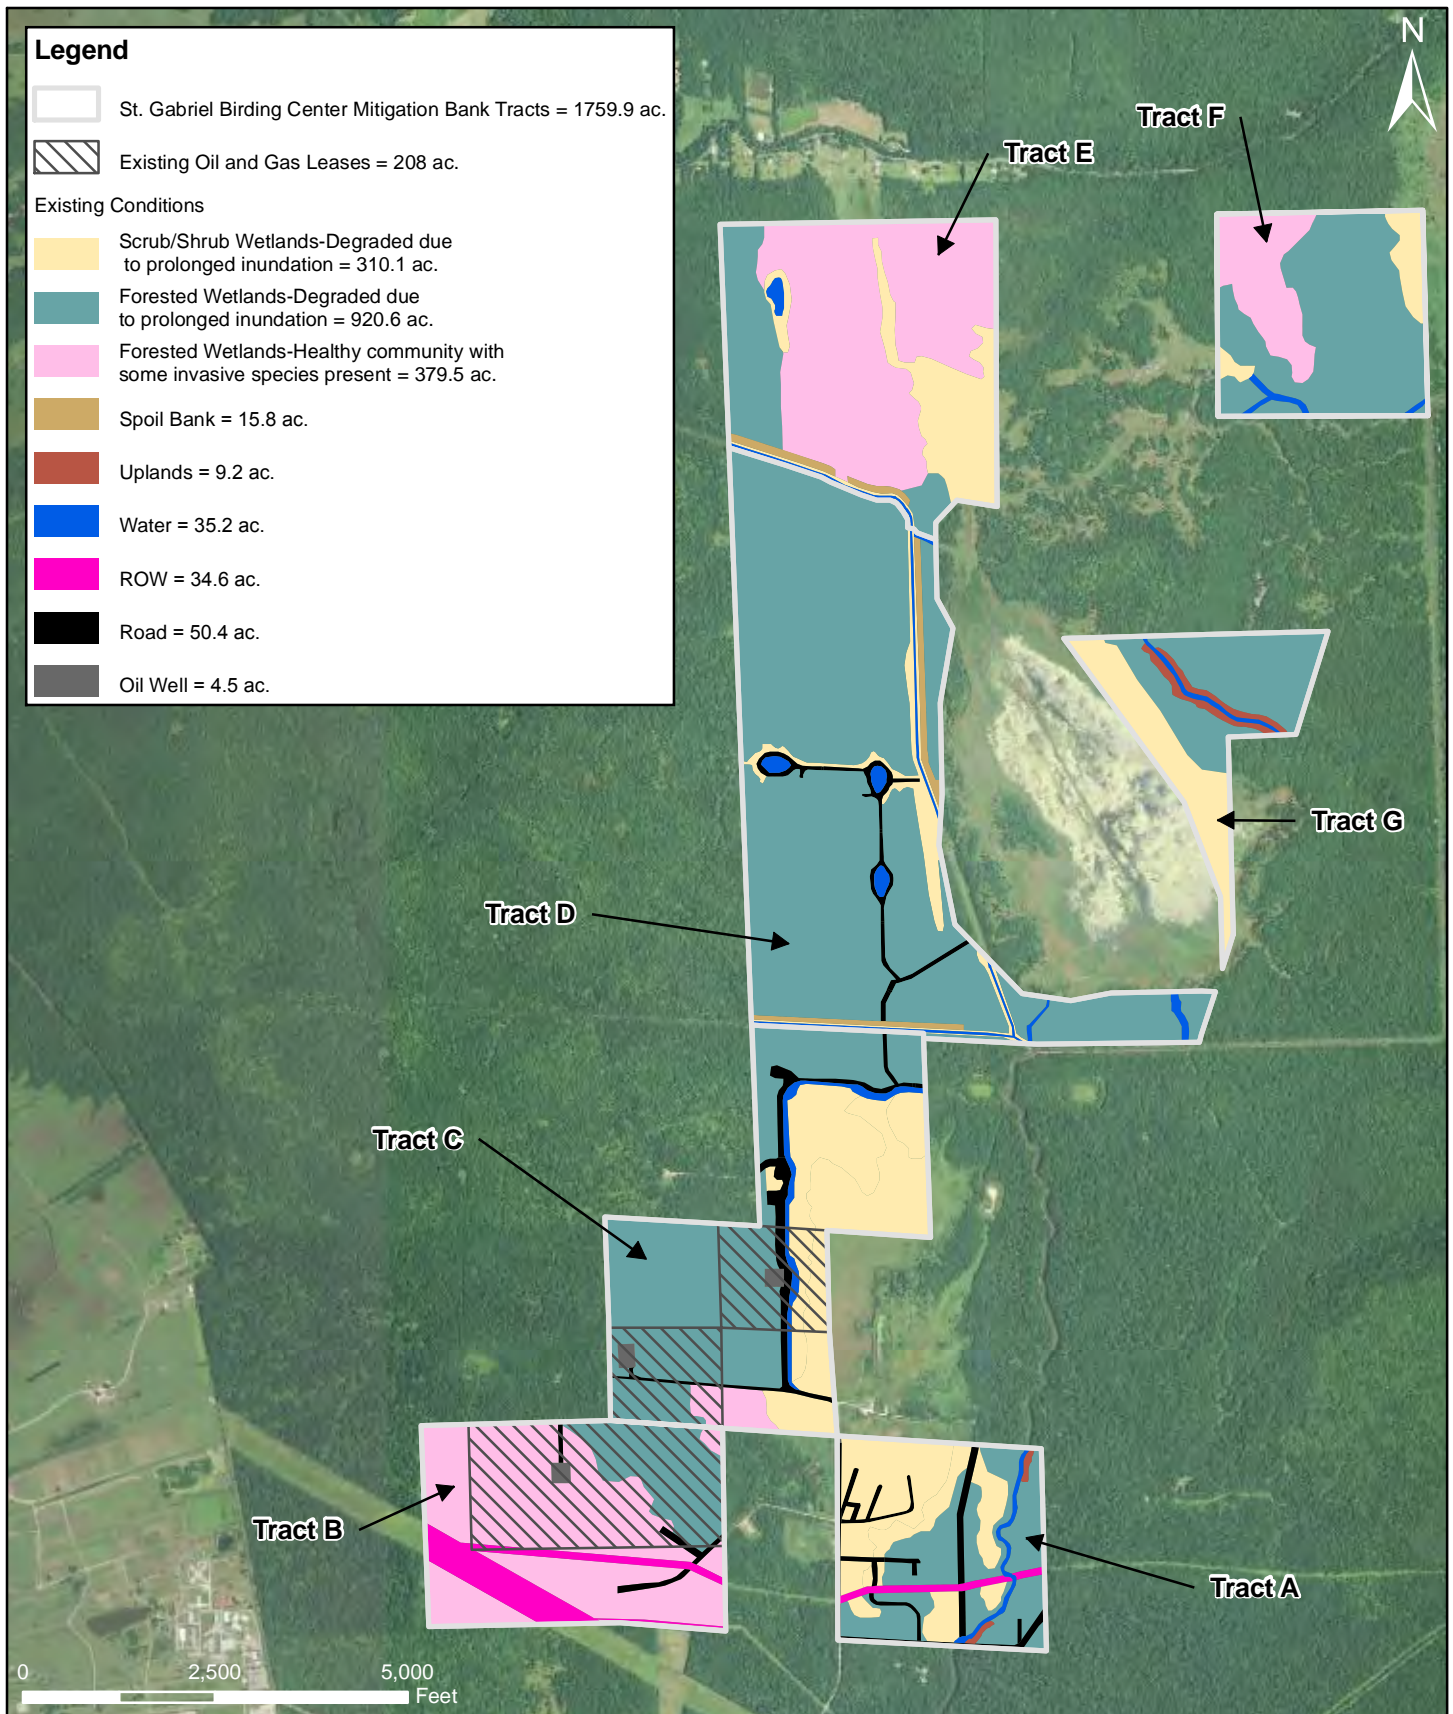 Legend
St. Gabriel Birding Center Mitigation Bank Tracts = 1759.9 ac.
Existing Oil and Gas Leases = 208 ac.
Existing Conditions
Scrub/Shrub Wetlands-Degraded due
to prolonged inundation = 310.1 ac.
Forested Wetlands-Degraded due
to prolonged inundation = 920.6 ac.
Forested Wetlands-Healthy community with
some invasive species present = 379.5 ac.
Spoil Bank = 15.8 ac.
Uplands = 9.2 ac.
Water = 35.2 ac.
ROW = 34.6 ac.
Road = 50.4 ac.
Oil Well = 4.5 ac.
N
Tract F
Tract E
Tract G
Tract D
Tract C
Tract B
Tract A
0 2,500 5,000
Feet